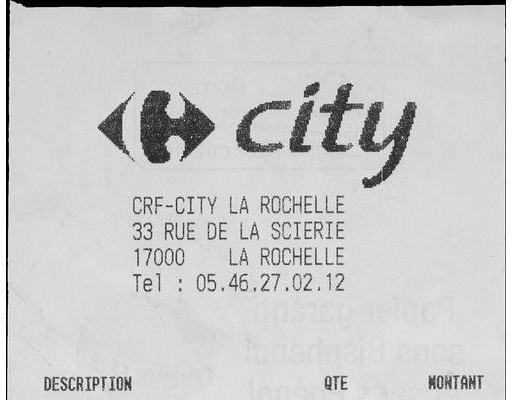 city
CRF-CITY LA ROCHELLE
33 RUE DE LA SCIERIE
17000 LA ROCHELLE
Tel : 05.46.27.02.12
Papier garanti
sans Bisphénol
DESCRIPTION QTE MONTANT